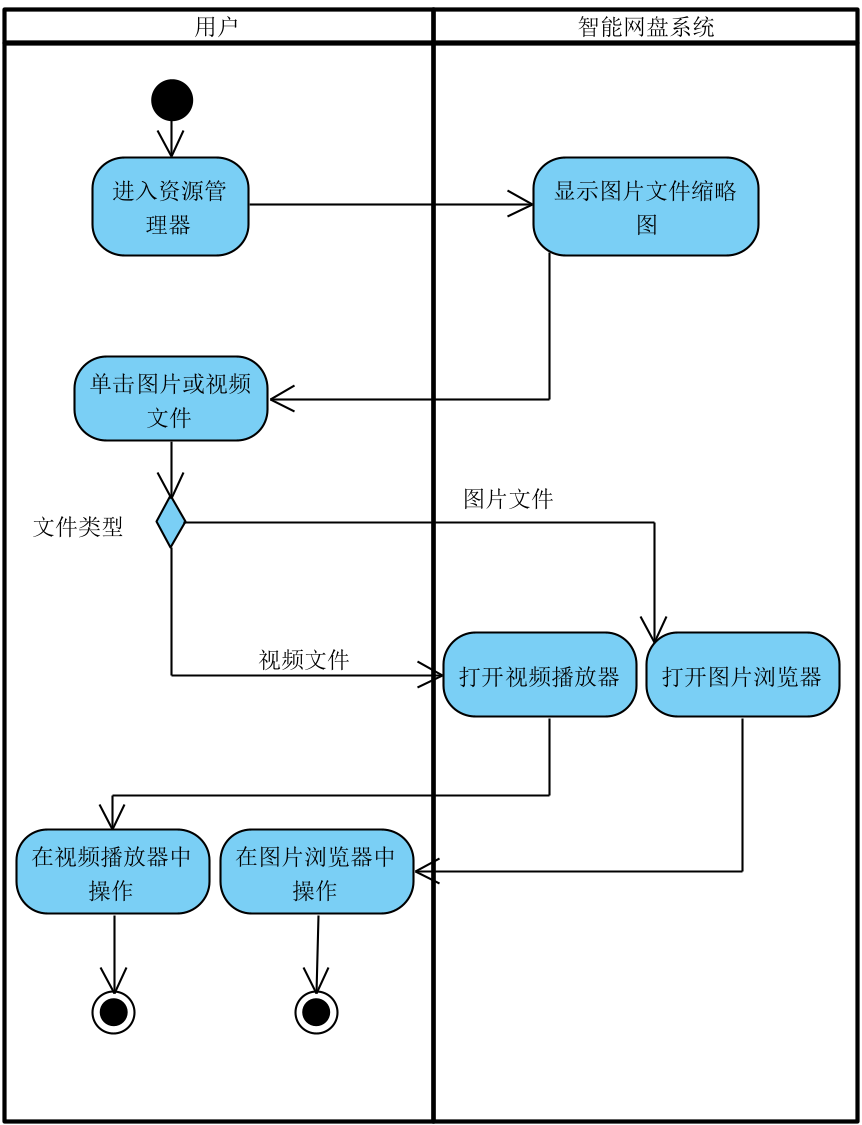 用户
智能网盘系统
进入资源管
理器
显示图片文件缩略
图
单击图片或视频
文件
图片文件
文件类型
视频文件
打开视频播放器
打开图片浏览器
在视频播放器中
操作
在图片浏览器中
操作